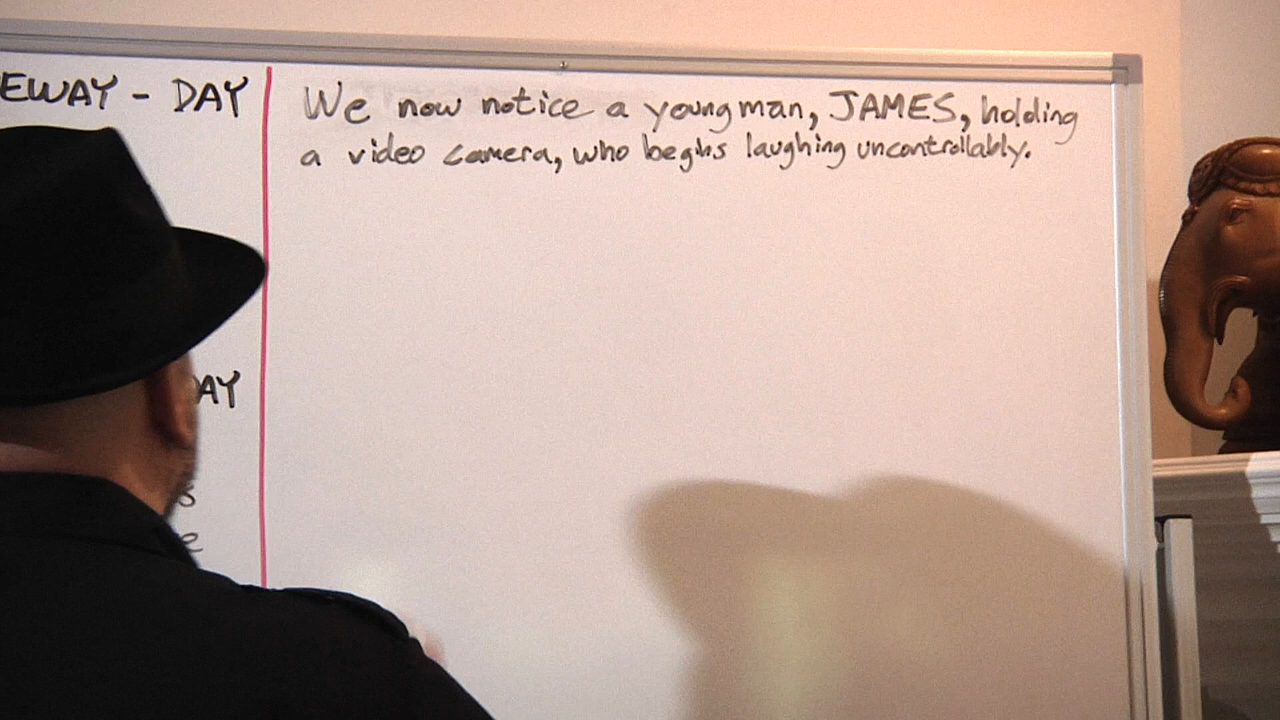 EWAY - DAY
We now notice a young man, JAMES, holding
a video camera, who begins laughing uncontrollably.
AY
s
e